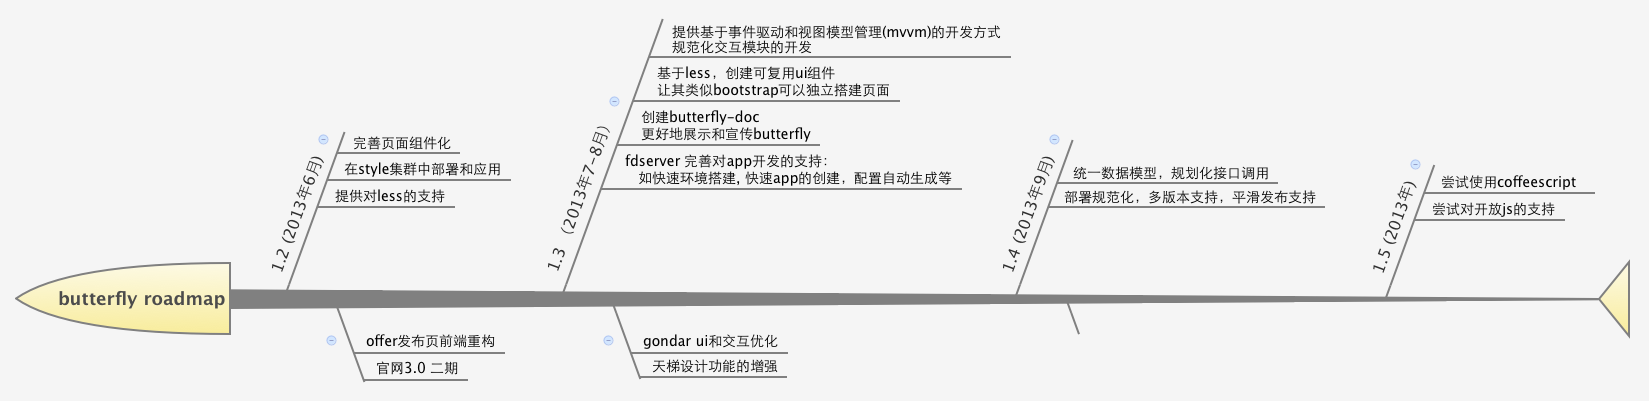 butterfly roadmap
1.2 (2013年6月)
完善页面组件化
在style集群中部署和应用
提供对less的支持
offer发布页前端重构
官网3.0 二期
1.3 （2013年7-8月）
提供基于事件驱动和视图模型管理(mvvm)的开发方式
规范化交互模块的开发
基于less，创建可复用ui组件
让其类似bootstrap可以独立搭建页面
创建butterfly-doc
更好地展示和宣传butterfly
fdserver 完善对app开发的支持：
如快速环境搭建, 快速app的创建，配置自动生成等
gondar ui和交互优化
天梯设计功能的增强
1.4 (2013年9月)
统一数据模型，规划化接口调用
部署规范化，多版本支持，平滑发布支持
1.5 (2013年)
尝试使用coffeescript
尝试对开放js的支持